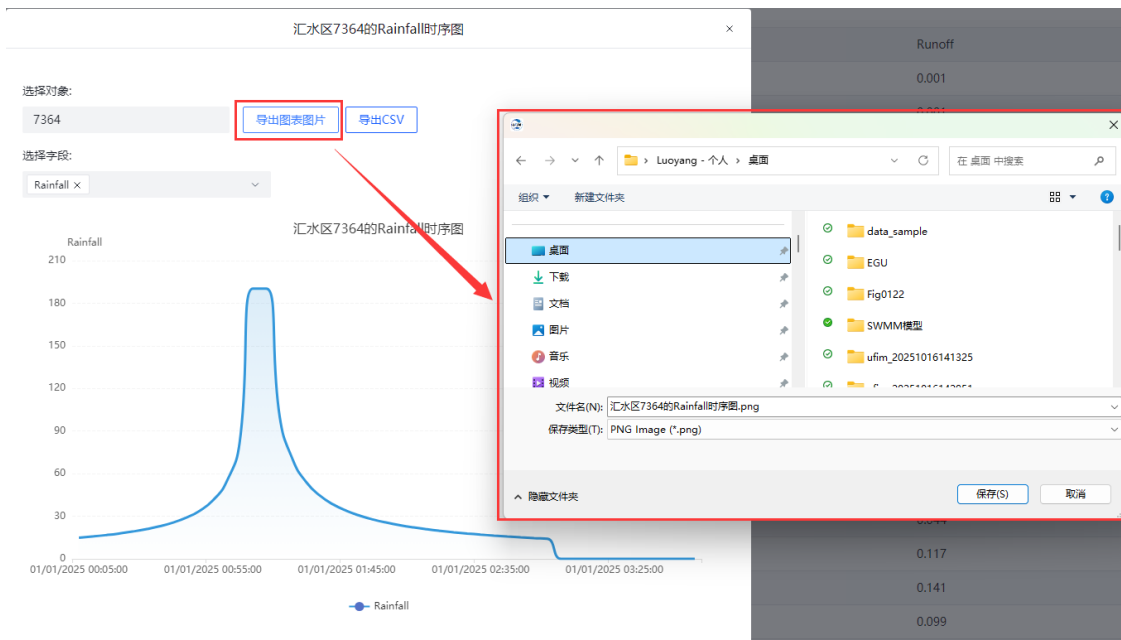 汇水区7364的Rainfall时序图
×
Runoff
0.001
选择对象:
7364
导出图表图片
导出CSV
选择字段:
Rainfall ×
汇水区7364的Rainfall时序图
Rainfall
210
180
150
120
90
60
30
0
01/01/2025 00:05:00
01/01/2025 00:55:00
01/01/2025 01:45:00
01/01/2025 02:35:00
01/01/2025 03:25:00
Rainfall
Luoyang - 个人 › 桌面
在 桌面 中搜索
组织
新建文件夹
桌面
下载
文档
图片
音乐
视频
data_sample
EGU
Fig0122
SWMM模型
ufim_20251016141325
文件名(N): 汇水区7364的Rainfall时序图.png
保存类型(T): PNG Image (*.png)
隐藏文件夹
保存(S)
取消
0.117
0.141
0.099